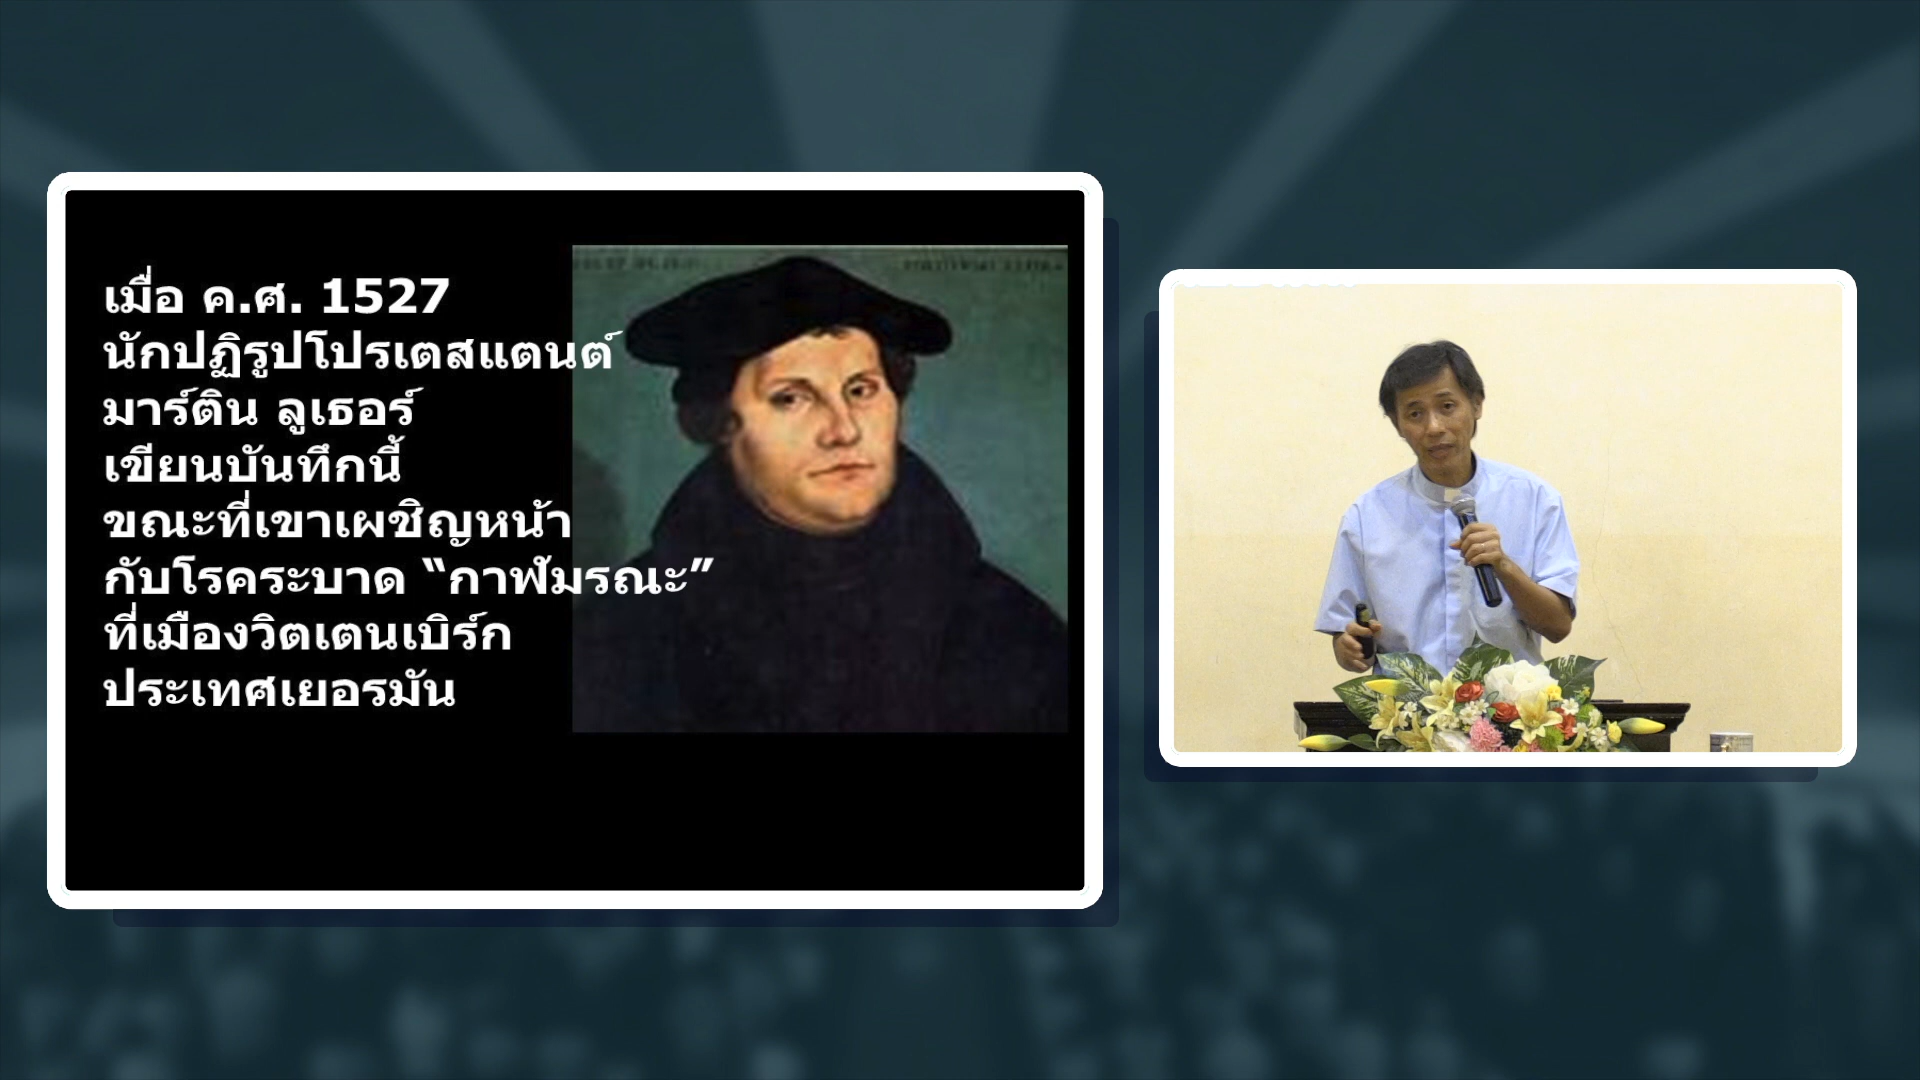 เมื่อ ค.ศ. 1527
นักปฏิรูปโปรเตสแตนต์
มาร์ติน ลูเธอร์
เขียนบันทึกนี้
ขณะที่เขาเผชิญหน้า
กับโรคระบาด “กาฬมรณะ”
ที่เมืองวิตเตนเบิร์ก
ประเทศเยอรมัน